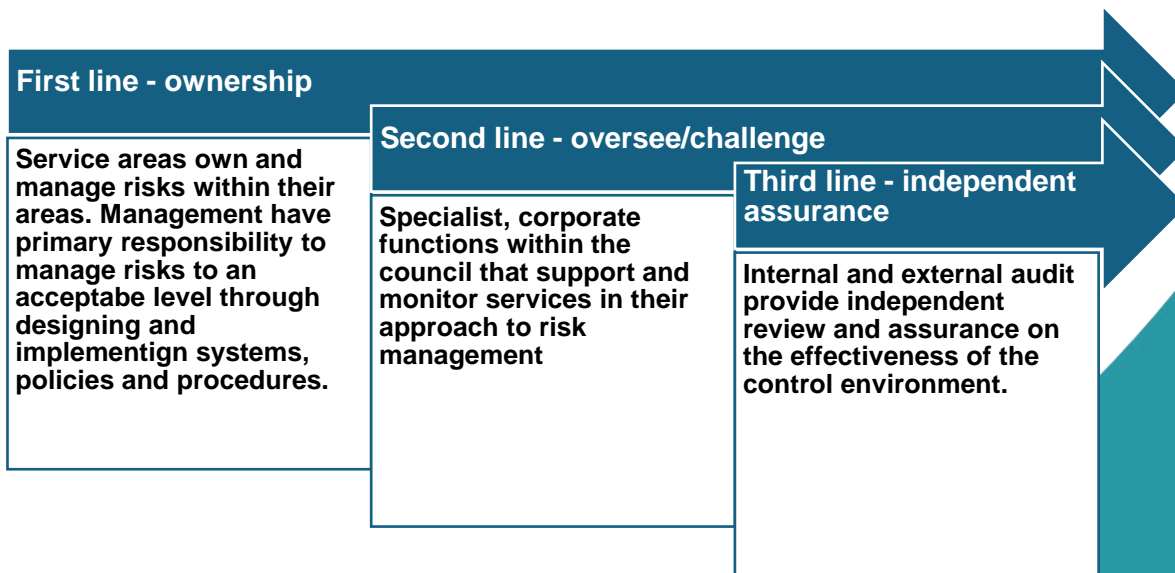 First line - ownership
Service areas own and
manage risks within their
areas. Management have
primary responsibility to
manage risks to an
acceptabe level through
designing and
implementign systems,
policies and procedures.
Second line - oversee/challenge
Specialist, corporate
functions within the
council that support and
monitor services in their
approach to risk
management
Third line - independent
assurance
Internal and external audit
provide independent
review and assurance on
the effectiveness of the
control environment.